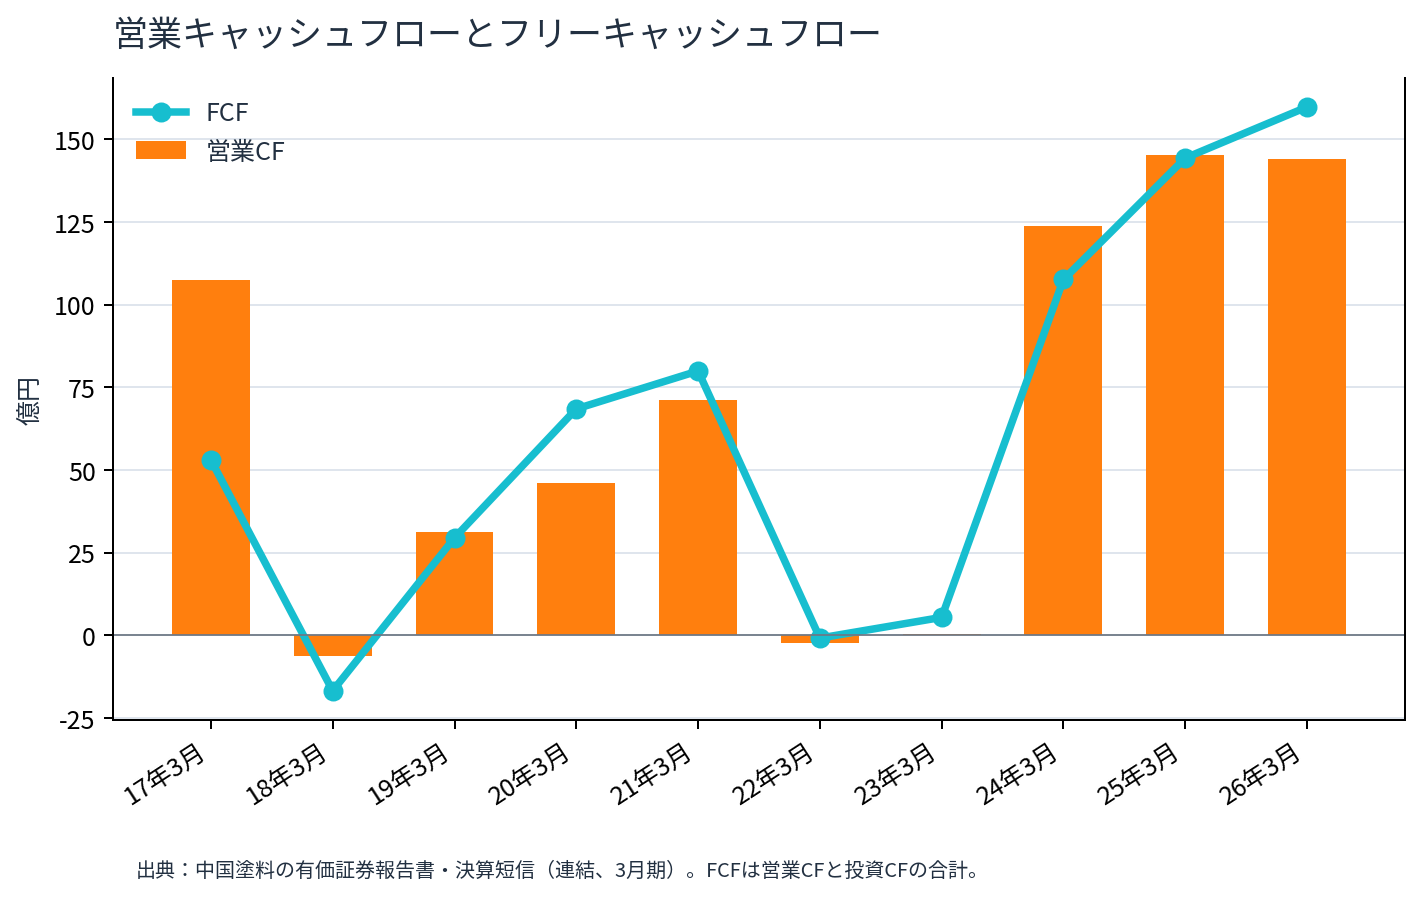 営業キャッシュフローとフリーキャッシュフロー
FCF
営業CF
億円
150
125
100
75
50
25
0
-25
17年3月
18年3月
19年3月
20年3月
21年3月
22年3月
23年3月
24年3月
25年3月
26年3月
出典：中国塗料の有価証券報告書・決算短信（連結、3月期）。FCFは営業CFと投資CFの合計。